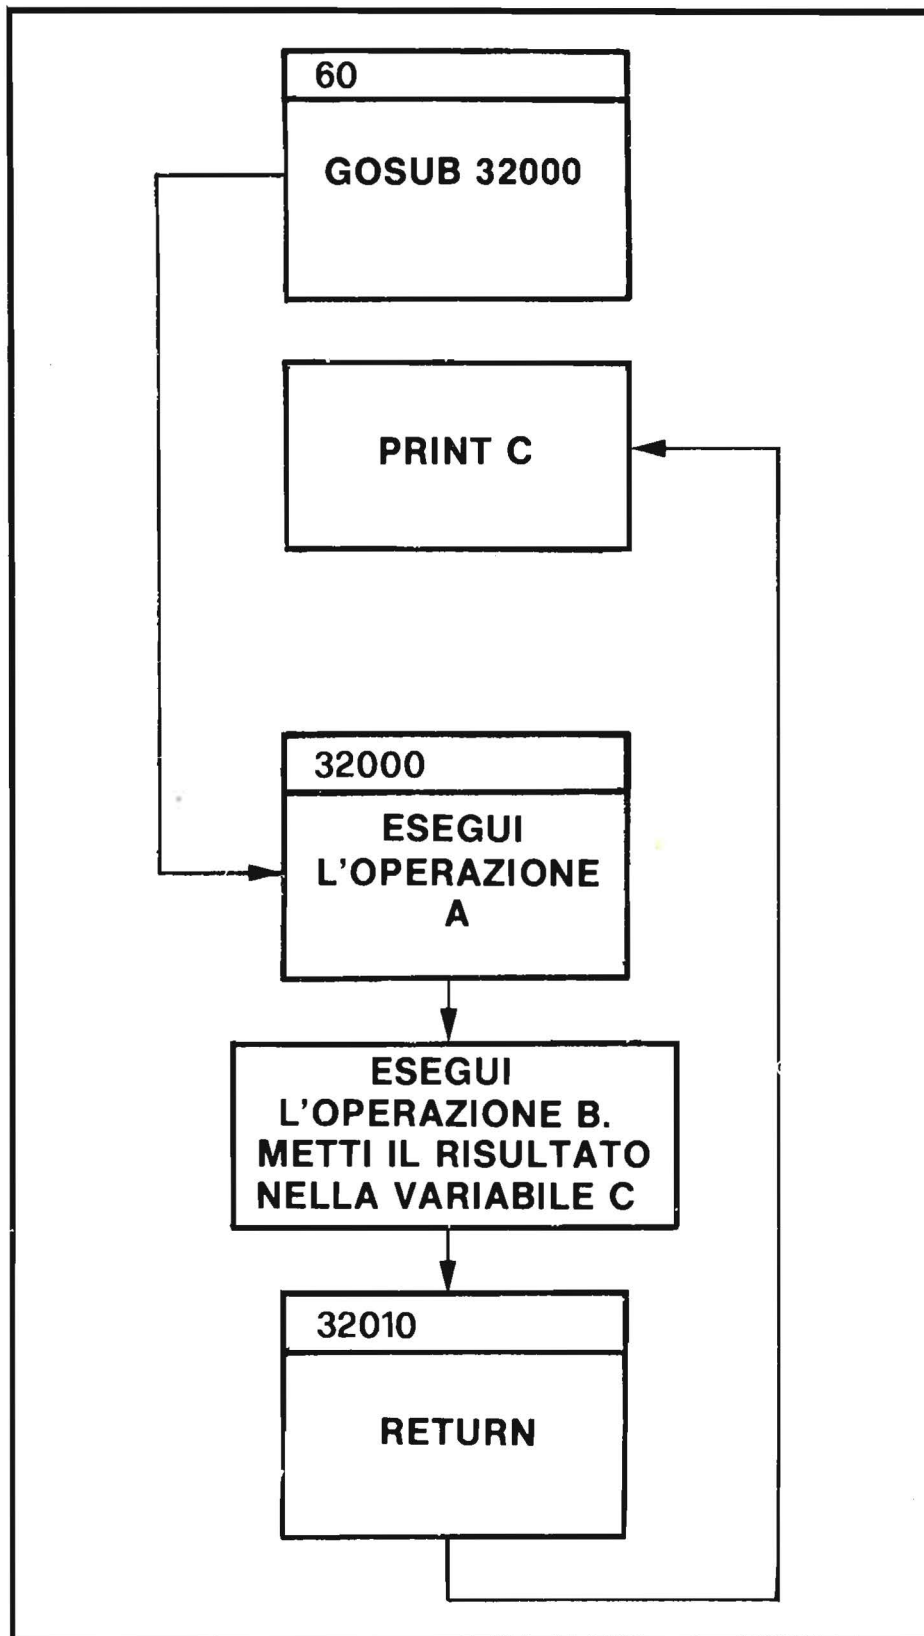 60
GOSUB 32000
PRINT C
32000
ESEGUI
L'OPERAZIONE
A
ESEGUI
L'OPERAZIONE B.
METTI IL RISULTATO
NELLA VARIABILE C
32010
RETURN